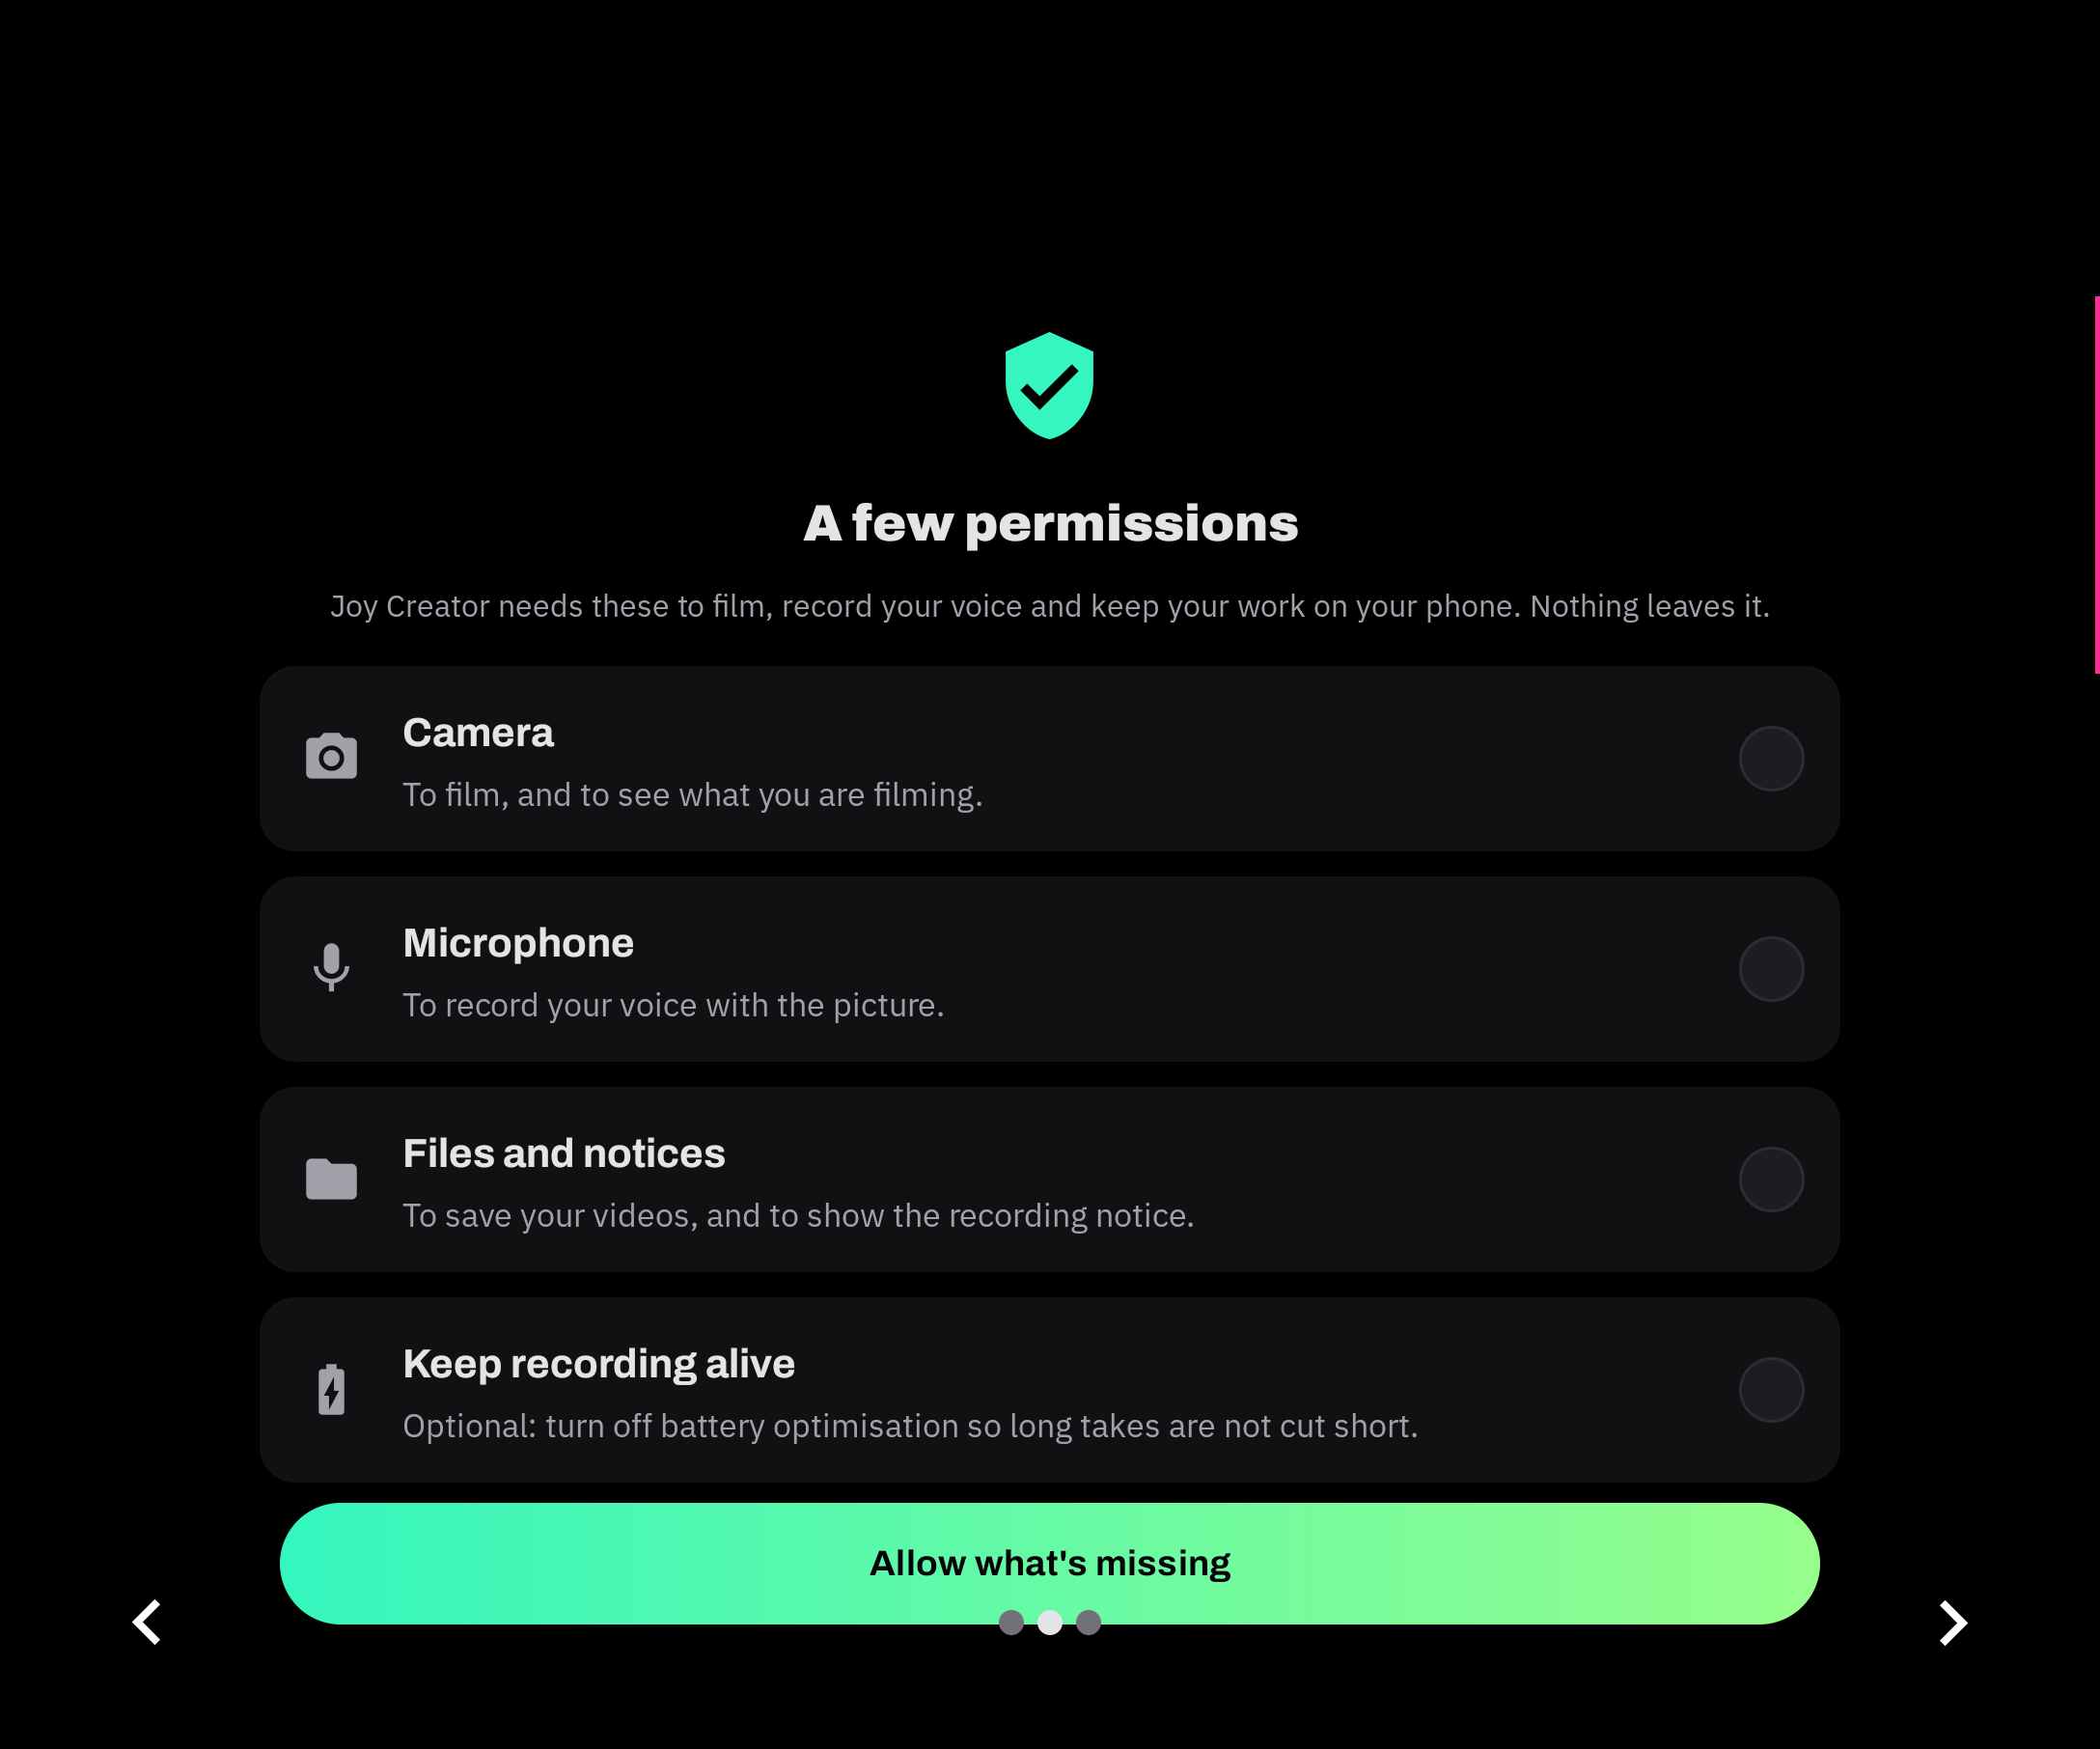 A few permissions
Joy Creator needs these to film, record your voice and keep your work on your phone. Nothing leaves it.
Camera
To film, and to see what you are filming.
Microphone
To record your voice with the picture.
Files and notices
To save your videos, and to show the recording notice.
Keep recording alive
Optional: turn off battery optimisation so long takes are not cut short.
Allow what's missing